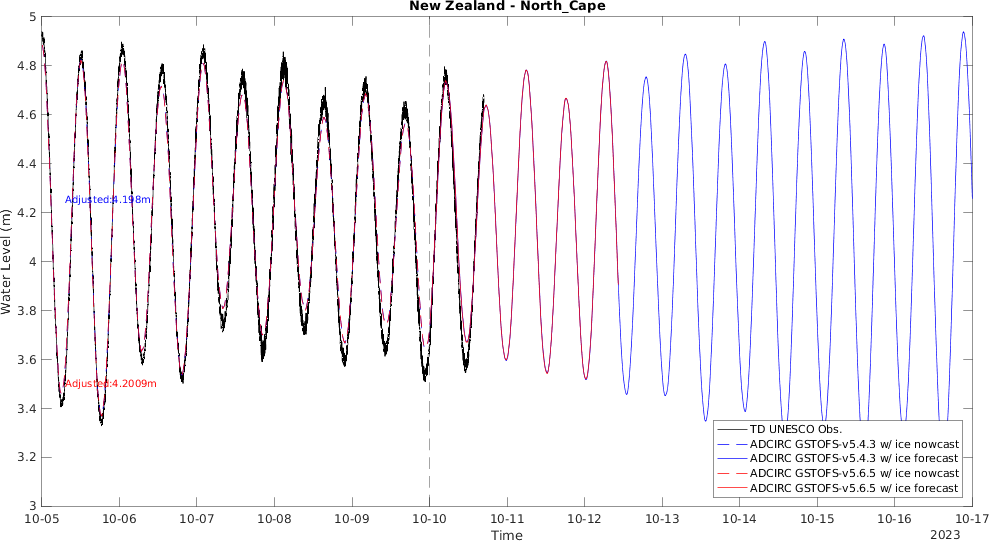 New Zealand - North_Cape
Water Level (m)
5
4.8
4.6
4.4
4.2
4
3.8
3.6
3.4
3.2
3
Adjusted:4.198m
Adjusted:4.2009m
TD UNESCO Obs.
ADCIRC GSTOFS-v5.4.3 w/ ice nowcast
ADCIRC GSTOFS-v5.4.3 w/ ice forecast
ADCIRC GSTOFS-v5.6.5 w/ ice nowcast
ADCIRC GSTOFS-v5.6.5 w/ ice forecast
10-05 10-06 10-07 10-08 10-09 10-10 10-11 10-12 10-13 10-14 10-15 10-16 10-17
Time
2023